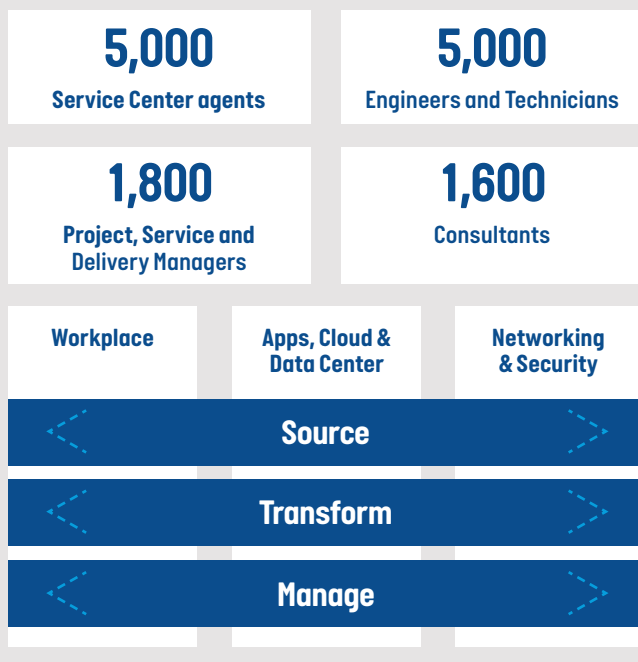 5,000
Service Center agents
5,000
Engineers and Technicians
1,800
Project, Service and
Delivery Managers
1,600
Consultants
Workplace
Apps, Cloud &
Data Center
Networking
& Security
Source
Transform
Manage